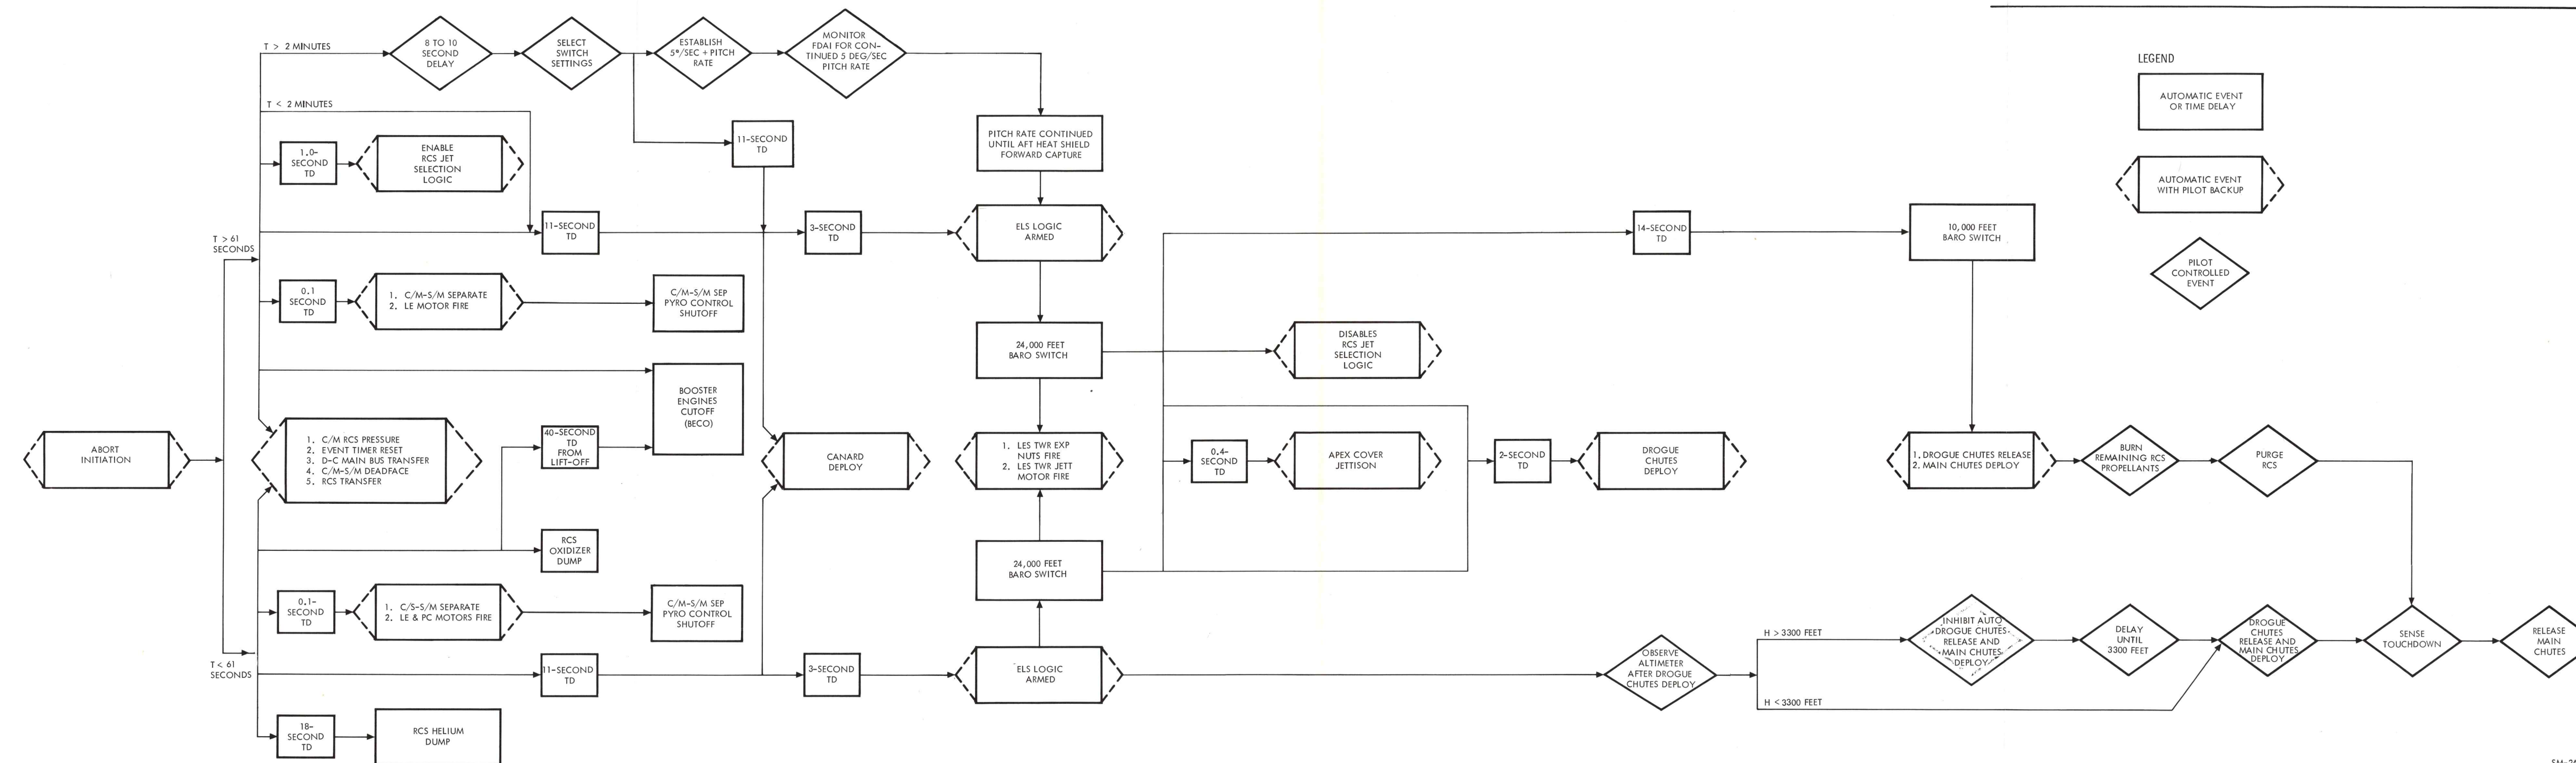 T > 2 MINUTES
8 TO 10
SECOND
DELAY
SELECT
SWITCH
SETTINGS
ESTABLISH
5°/SEC + PITCH
RATE
MONITOR
FDAI FOR CON-
TINUED 5 DEG/SEC
PITCH RATE
T < 2 MINUTES
1.0-
SECOND
TD
ENABLE
RCS JET
SELECTION
LOGIC
11-SECOND
TD
PITCH RATE CONTINUED
UNTIL AFT HEAT SHIELD
FORWARD CAPTURE
LEGEND
AUTOMATIC EVENT
OR TIME DELAY
AUTOMATIC EVENT
WITH PILOT BACKUP
PILOT
CONTROLLED
EVENT
T > 61
SECONDS
11-SECOND
TD
3-SECOND
TD
ELS LOGIC
ARMED
14-SECOND
TD
10,000 FEET
BARO SWITCH
0.1
SECOND
TD
1. C/M-S/M SEPARATE
2. LE MOTOR FIRE
C/M-S/M SEP
PYRO CONTROL
SHUTOFF
24,000 FEET
BARO SWITCH
DISABLES
RCS JET
SELECTION
LOGIC
BOOSTER
ENGINES
CUTOFF
(BECO)
ABORT
INITIATION
1. C/M RCS PRESSURE
2. EVENT TIMER RESET
3. D-C MAIN BUS TRANSFER
4. C/M-S/M DEADFACE
5. RCS TRANSFER
40-SECOND
TD
FROM
LIFT-OFF
CANARD
DEPLOY
1. LES TWR EXP
NUTS FIRE
2. LES TWR JETT
MOTOR FIRE
0.4-
SECOND
TD
APEX COVER
JETTISON
2-SECOND
TD
DROGUE
CHUTES
DEPLOY
1. DROGUE CHUTES RELEASE
2. MAIN CHUTES DEPLOY
BURN
REMAINING RCS
PROPELLANTS
PURGE
RCS
RCS
OXIDIZER
DUMP
24,000 FEET
BARO SWITCH
0.1-
SECOND
TD
1. C/S-S/M SEPARATE
2. LE & PC MOTORS FIRE
C/M-S/M SEP
PYRO CONTROL
SHUTOFF
T < 61
SECONDS
11-SECOND
TD
3-SECOND
TD
ELS LOGIC
ARMED
OBSERVE
ALTIMETER
AFTER DROGUE
CHUTES DEPLOY
H > 3300 FEET
H < 3300 FEET
INHIBIT AUTO
DROGUE CHUTES
RELEASE AND
MAIN CHUTES
DEPLOY
DELAY
UNTIL
3300 FEET
DROGUE
CHUTES
RELEASE AND
MAIN CHUTES
DEPLOY
SENSE
TOUCHDOWN
RELEASE
MAIN
CHUTES
18-
SECOND
TD
RCS HELIUM
DUMP